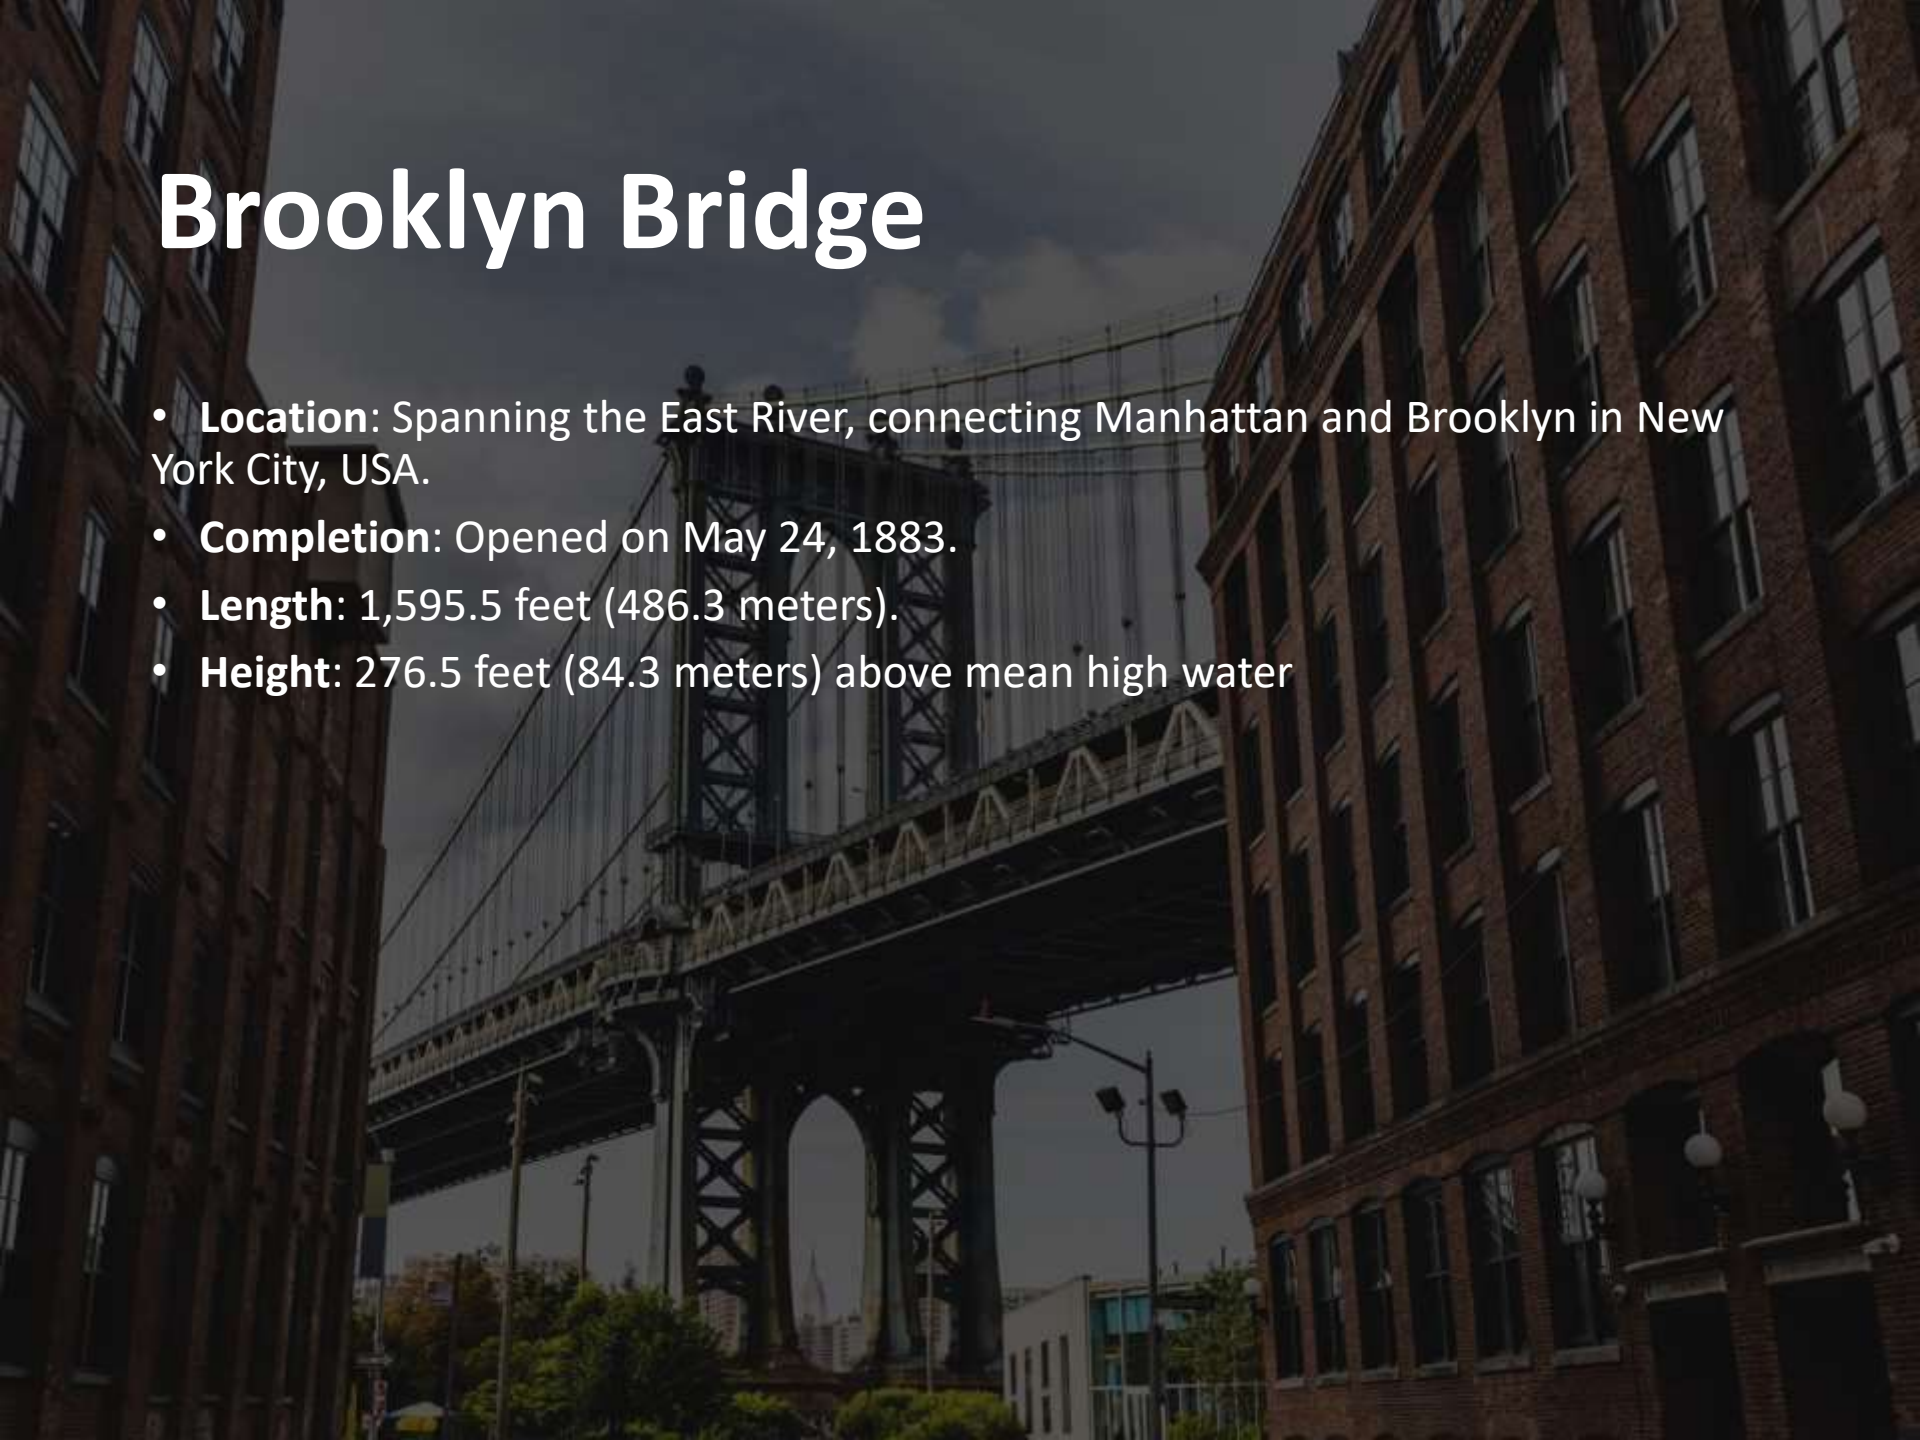 Brooklyn Bridge
• Location: Spanning the East River, connecting Manhattan and Brooklyn in New
York City, USA.
• Completion: Opened on May 24, 1883.
• Length: 1,595.5 feet (486.3 meters).
• Height: 276.5 feet (84.3 meters) above mean high water